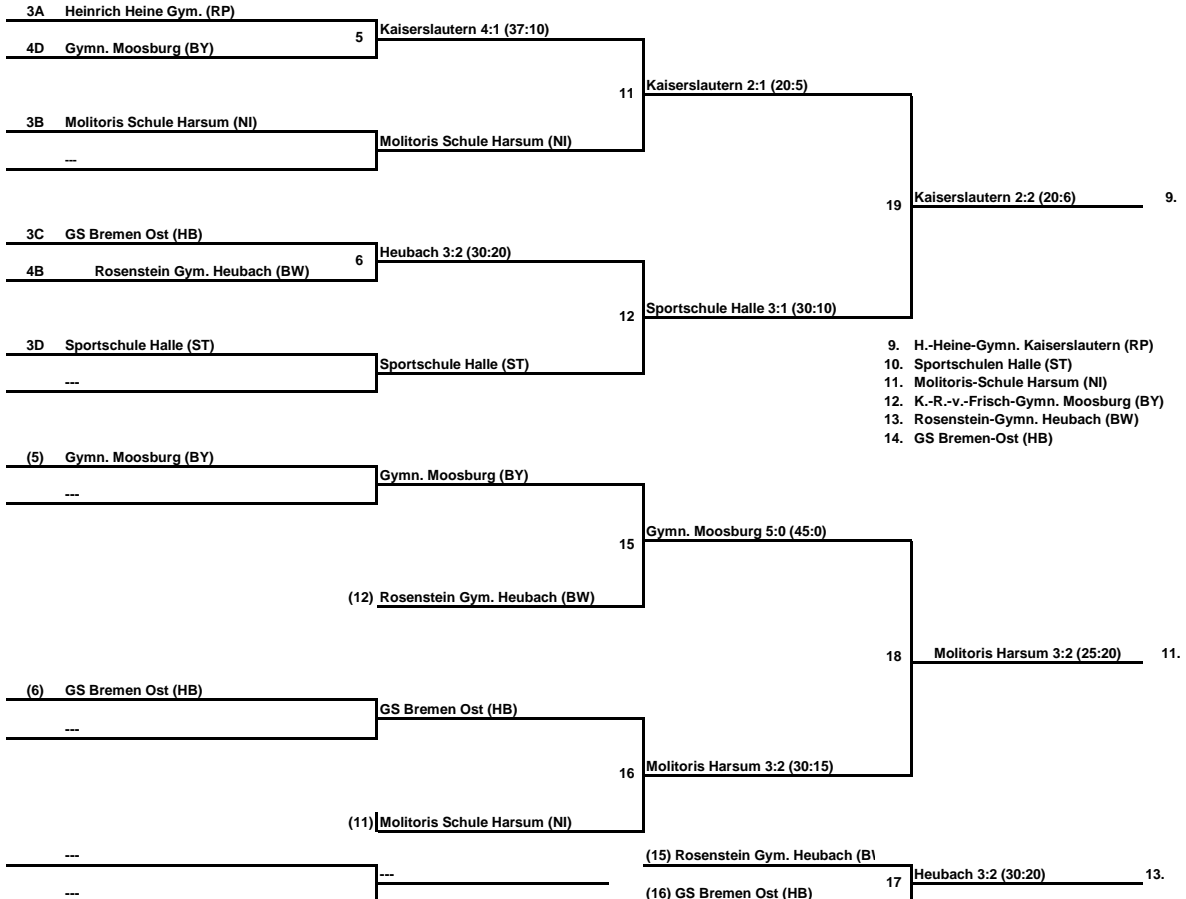 3A Heinrich Heine Gym. (RP)
5 Kaiserslautern 4:1 (37:10)
4D Gymn. Moosburg (BY)
11 Kaiserslautern 2:1 (20:5)
3B Molitoris Schule Harsum (NI)
Molitoris Schule Harsum (NI)
---
19 Kaiserslautern 2:2 (20:6) 9.
3C GS Bremen Ost (HB)
6 Heubach 3:2 (30:20)
4B Rosenstein Gym. Heubach (BW)
12 Sportschule Halle 3:1 (30:10)
3D Sportschule Halle (ST)
Sportschule Halle (ST)
---
9. H.-Heine-Gymn. Kaiserslautern (RP)
10. Sportschulen Halle (ST)
11. Molitoris-Schule Harsum (NI)
12. K.-R.-v.-Frisch-Gymn. Moosburg (BY)
13. Rosenstein-Gymn. Heubach (BW)
14. GS Bremen-Ost (HB)
(5) Gymn. Moosburg (BY)
Gymn. Moosburg (BY)
---
15 Gymn. Moosburg 5:0 (45:0)
(12) Rosenstein Gym. Heubach (BW)
18 Molitoris Harsum 3:2 (25:20) 11.
(6) GS Bremen Ost (HB)
GS Bremen Ost (HB)
---
16 Molitoris Harsum 3:2 (30:15)
(11) Molitoris Schule Harsum (NI)
---
(15) Rosenstein Gym. Heubach (B
---
17 Heubach 3:2 (30:20) 13.
---
(16) GS Bremen Ost (HB)